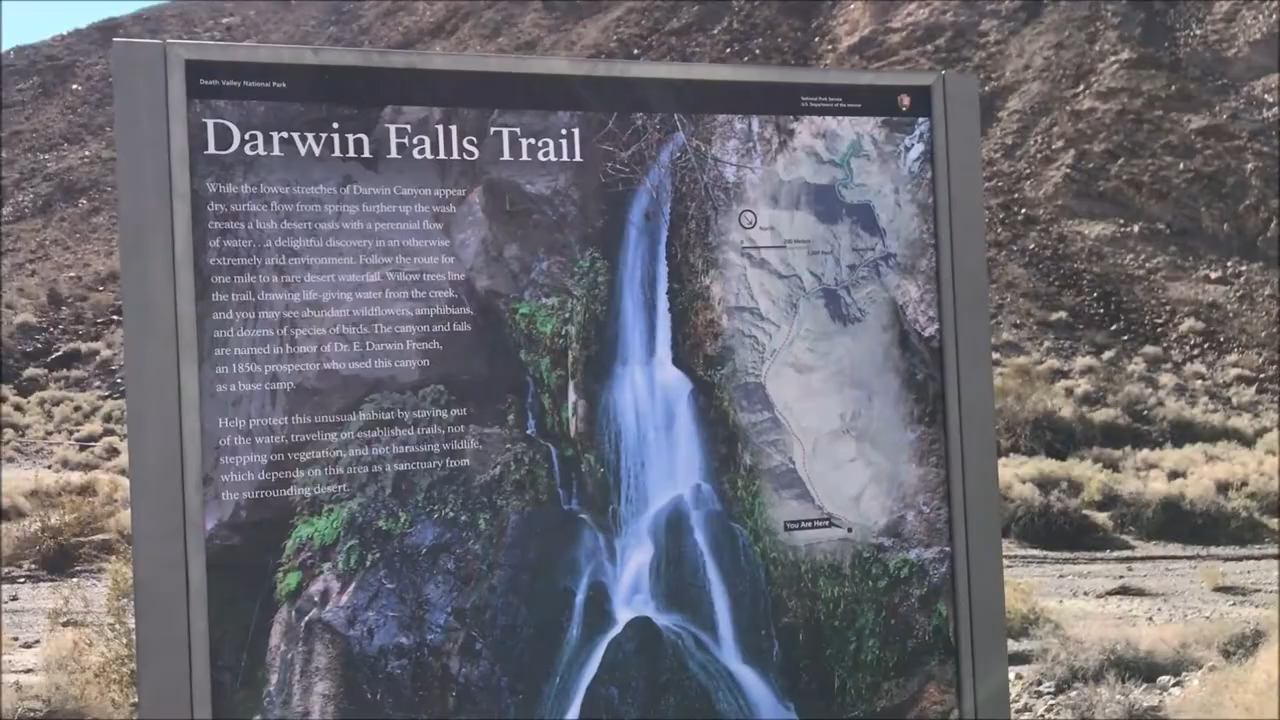 Death Valley National Park
National Park Service
U.S. Department of the Interior
Darwin Falls Trail
While the lower stretches of Darwin Canyon appear
dry, surface flow from springs further up the wash
creates a lush desert oasis with a perennial flow
of water. . .a delightful discovery in an otherwise
extremely arid environment. Follow the route for
one mile to a rare desert waterfall. Willow trees line
the trail, drawing life-giving water from the creek,
and you may see abundant wildflowers, amphibians,
and dozens of species of birds. The canyon and falls
are named in honor of Dr. E. Darwin French,
an 1850s prospector who used this canyon
as a base camp.
Help protect this unusual habitat by staying out
of the water, traveling on established trails, not
stepping on vegetation, and not harassing wildlife,
which depends on this area as a sanctuary from
the surrounding desert.
North
0 200 Meters
You Are Here